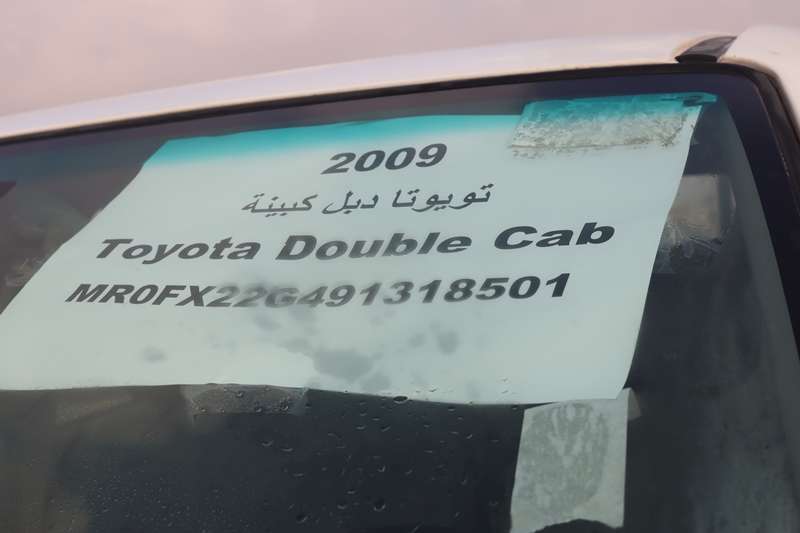 2009
تويوتا دبل كبينة
Toyota Double Cab
MR0FX22G491318501